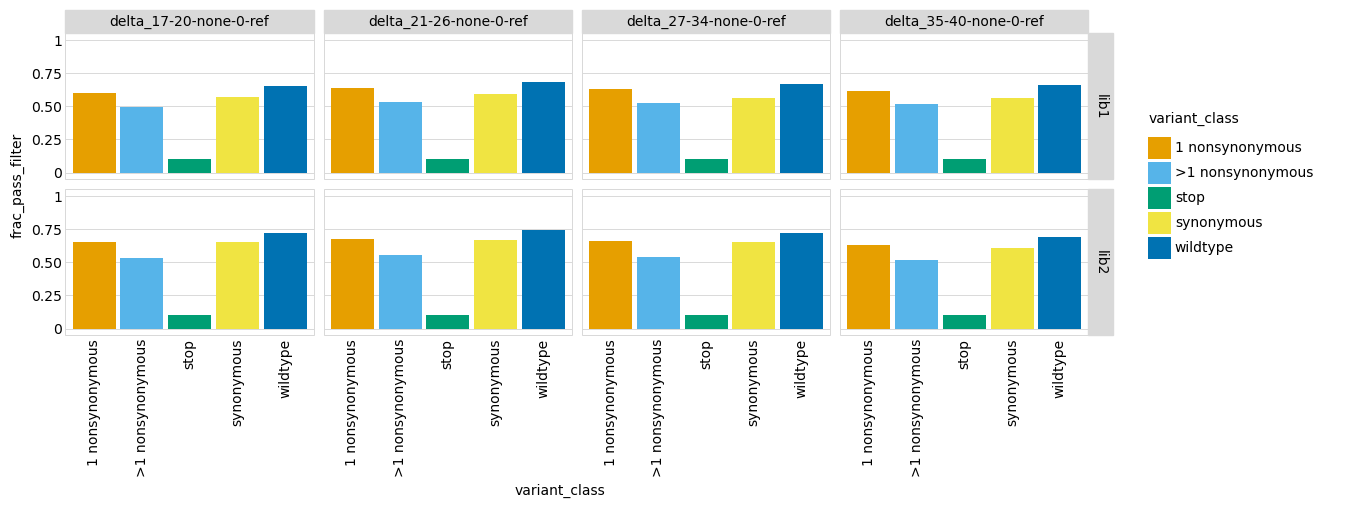 delta_17-20-none-0-ref
delta_21-26-none-0-ref
delta_27-34-none-0-ref
delta_35-40-none-0-ref
frac_pass_filter
1
0.75
0.50
0.25
0
lib1
1
0.75
0.50
0.25
0
lib2
1 nonsynonymous
>1 nonsynonymous
stop
synonymous
wildtype
1 nonsynonymous
>1 nonsynonymous
stop
synonymous
wildtype
1 nonsynonymous
>1 nonsynonymous
stop
synonymous
wildtype
1 nonsynonymous
>1 nonsynonymous
stop
synonymous
wildtype
variant_class
variant_class
1 nonsynonymous
>1 nonsynonymous
stop
synonymous
wildtype